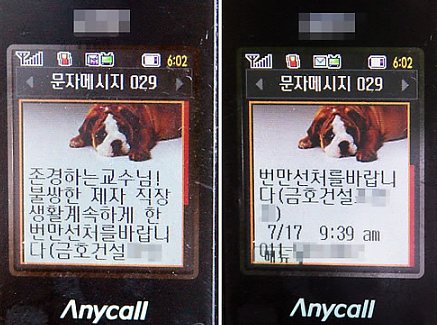 6:02
문자메시지 029
조경하는교수님!
불쌍한 제자 직장
생활계속하게 한
번만선처를바랍니
다(금호건설
Anycall
6:02
문자메시지 029
번만선처를바랍니
다(금호건설
)
7/17 9:39 am
메뉴
Anycall